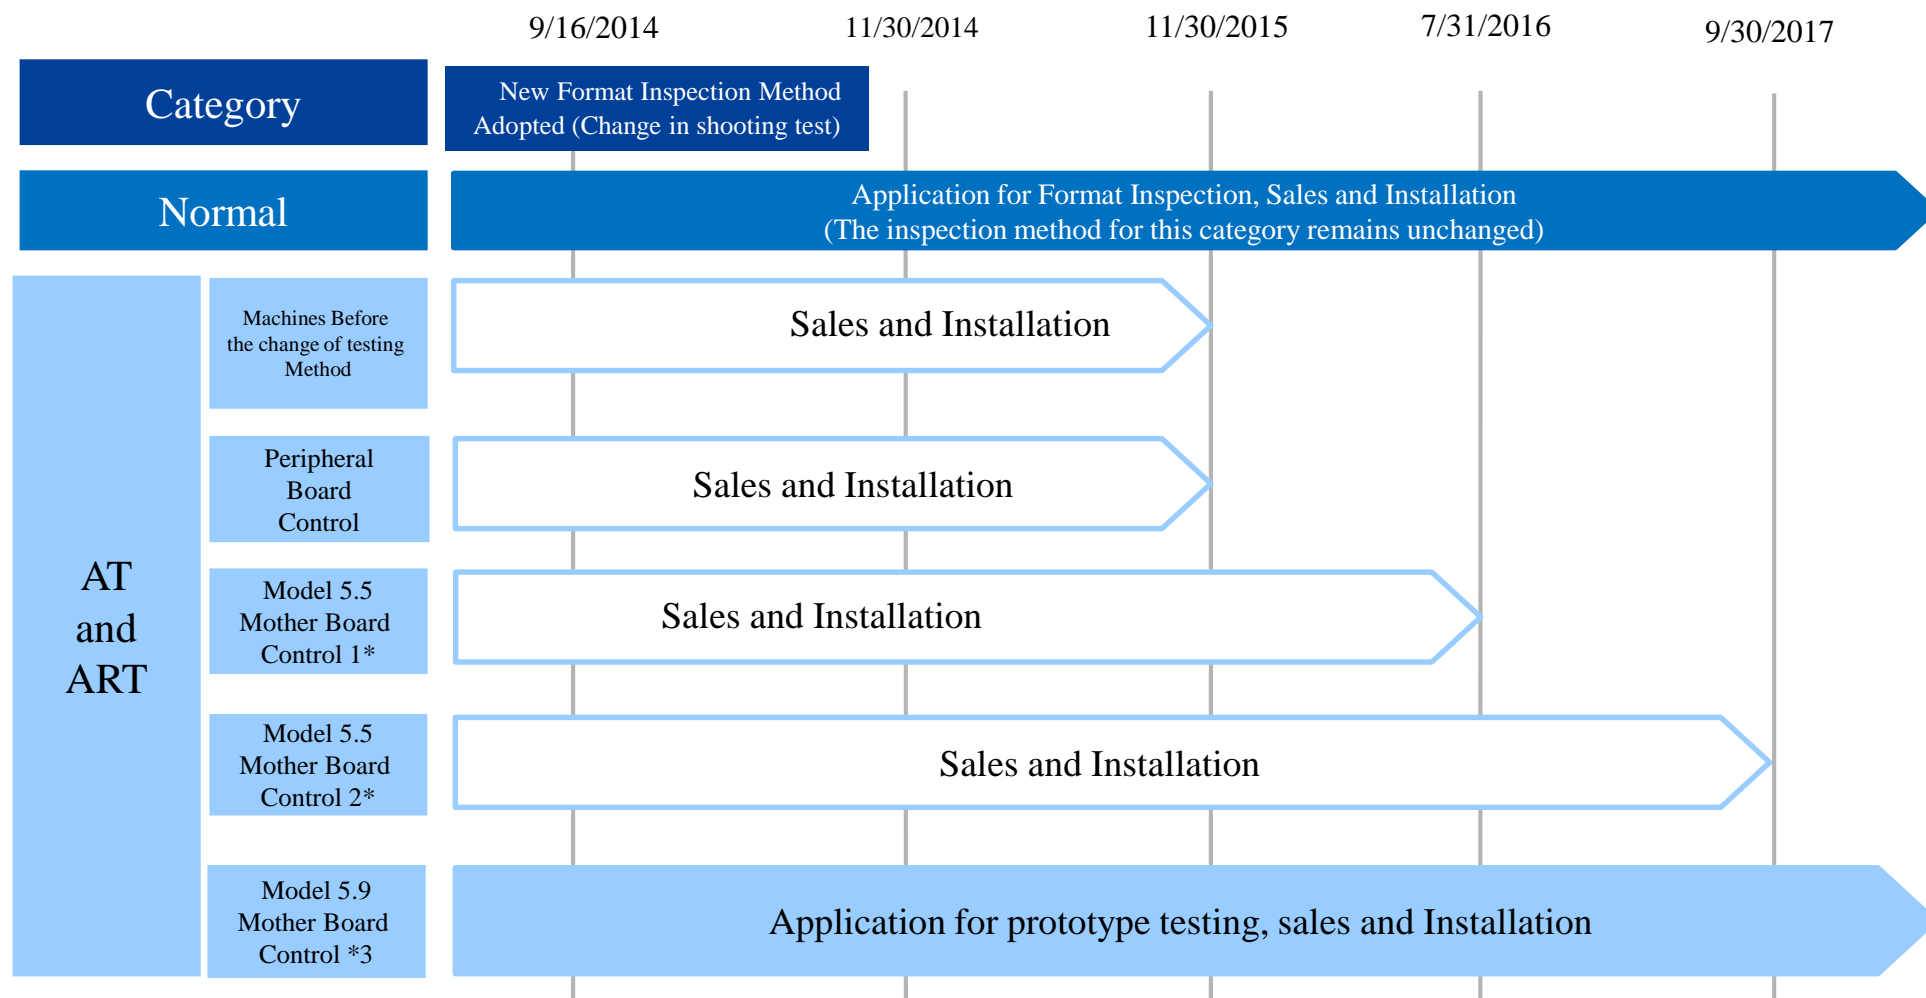 9/16/2014
11/30/2014
11/30/2015
7/31/2016
9/30/2017
Category
New Format Inspection Method
Adopted (Change in shooting test)
Normal
Application for Format Inspection, Sales and Installation
(The inspection method for this category remains unchanged)
AT
and
ART
Machines Before
the change of testing
Method
Sales and Installation
Peripheral
Board
Control
Sales and Installation
Model 5.5
Mother Board
Control 1*
Sales and Installation
Model 5.5
Mother Board
Control 2*
Sales and Installation
Model 5.9
Mother Board
Control *3
Application for prototype testing, sales and Installation